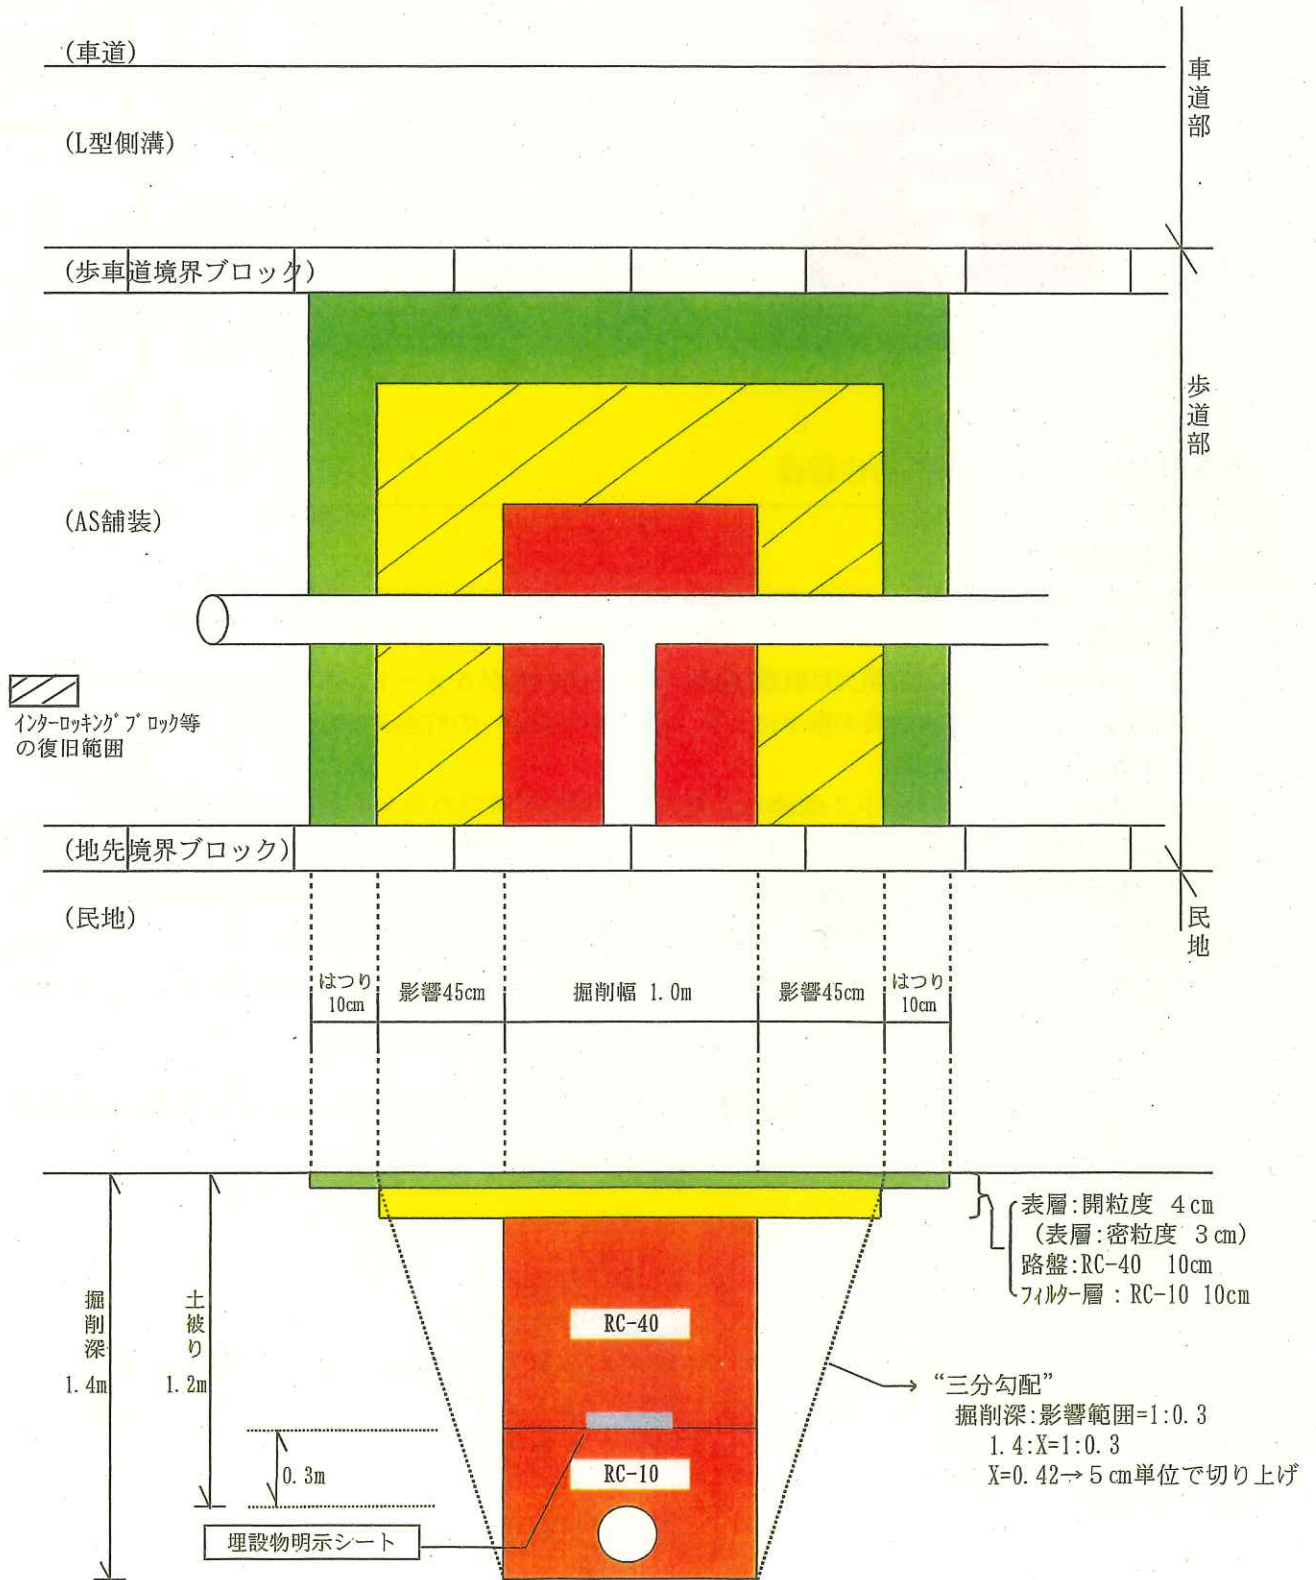 (車道)
車道部
(L型側溝)
(歩車道境界ブロック)
歩道部
(AS舗装)
インターロッキングブロック等
の復旧範囲
(地先境界ブロック)
(民地)
民地
はつり
10cm
影響45cm
掘削幅 1.0m
影響45cm
はつり
10cm
表層:開粒度 4cm
(表層:密粒度 3cm)
路盤:RC-40 10cm
フィルター層:RC-10 10cm
掘削深
1.4m
土被り
1.2m
RC-40
“三分勾配”
掘削深:影響範囲=1:0.3
1.4:X=1:0.3
X=0.42→5cm単位で切り上げ
0.3m
RC-10
埋設物明示シート